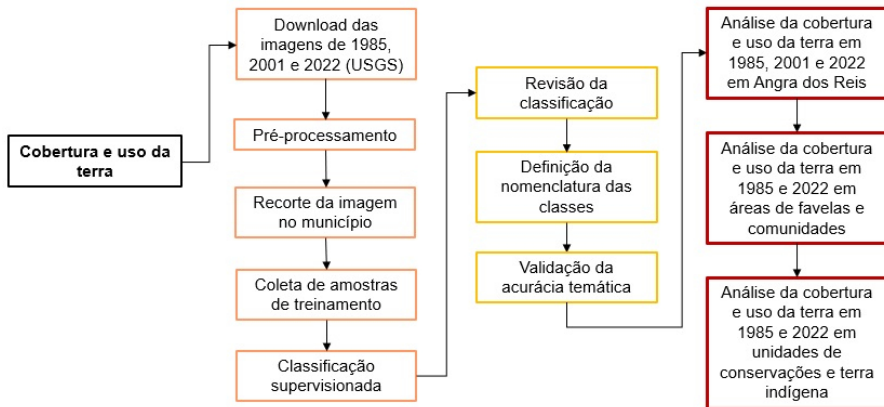 Cobertura e uso da
terra
Download das
imagens de 1985,
2001 e 2022 (USGS)
Pré-processamento
Recorte da imagem
no município
Coleta de amostras
de treinamento
Classificação
supervisionada
Revisão da
classificação
Definição da
nomenclatura das
classes
Validação da
acurácia temática
Análise da cobertura
e uso da terra em
1985, 2001 e 2022
em Angra dos Reis
Análise da cobertura
e uso da terra em
1985 e 2022 em
áreas de favelas e
comunidades
Análise da cobertura
e uso da terra em
1985 e 2022 em
unidades de
conservações e terra
indígena